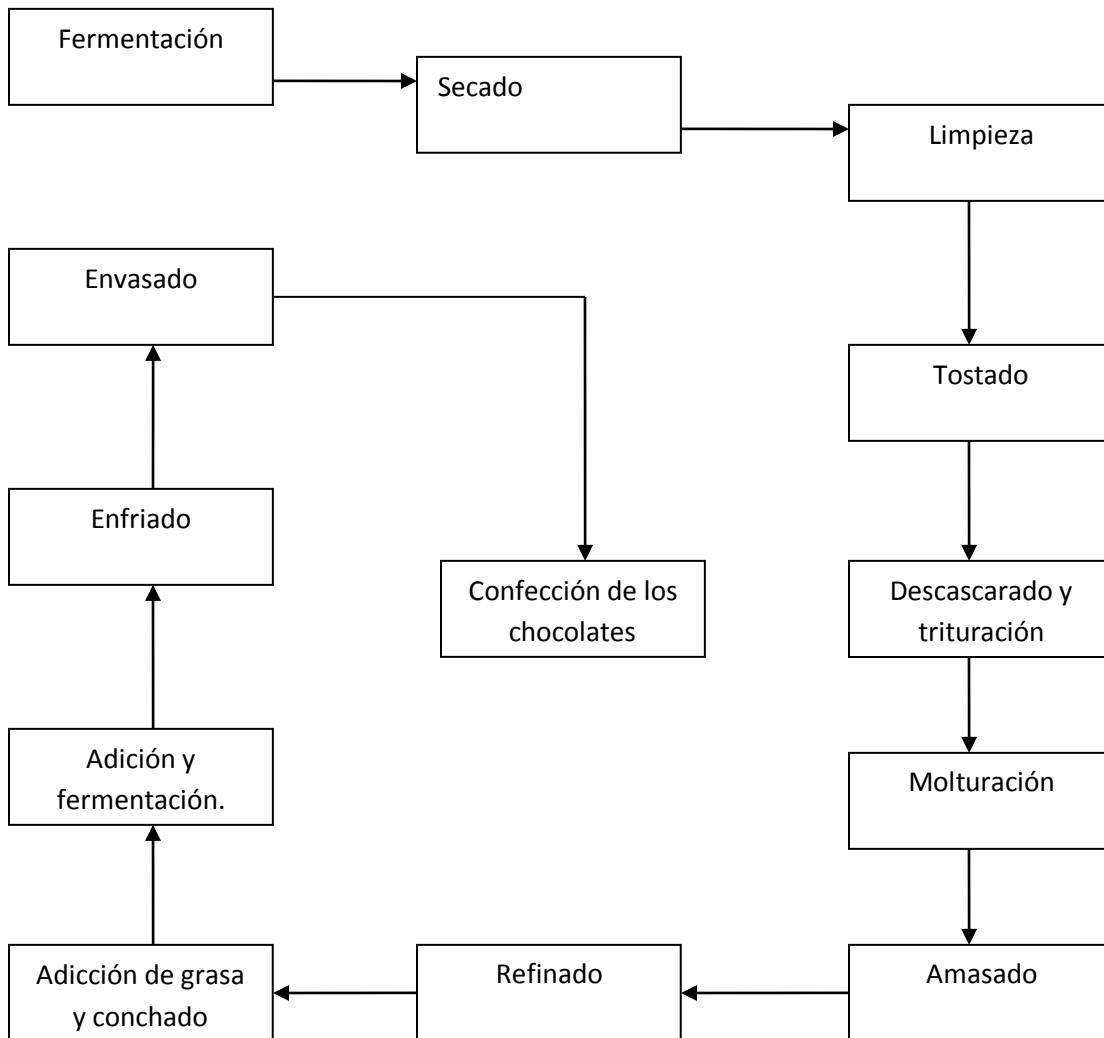 Fermentación
Secado
Limpieza
Tostado
Descascarado y
trituración
Molturación
Amasado
Refinado
Adicción de grasa
y conchado
Adición y
fermentación.
Enfriado
Envasado
Confección de los
chocolates